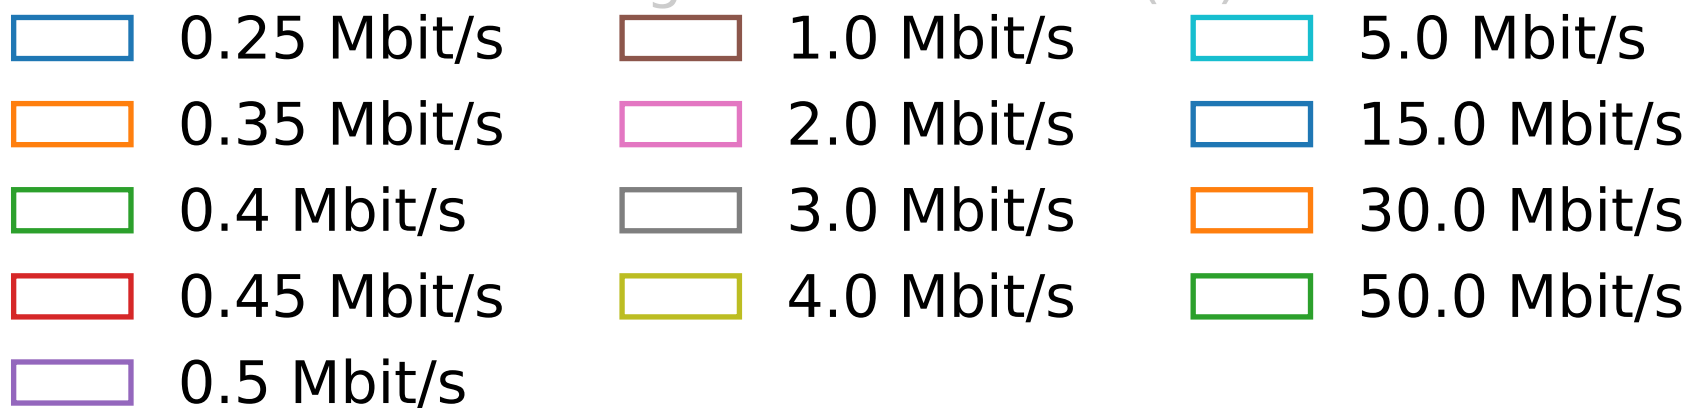 0.25 Mbit/s
0.35 Mbit/s
0.4 Mbit/s
0.45 Mbit/s
0.5 Mbit/s
1.0 Mbit/s
2.0 Mbit/s
3.0 Mbit/s
4.0 Mbit/s
5.0 Mbit/s
15.0 Mbit/s
30.0 Mbit/s
50.0 Mbit/s